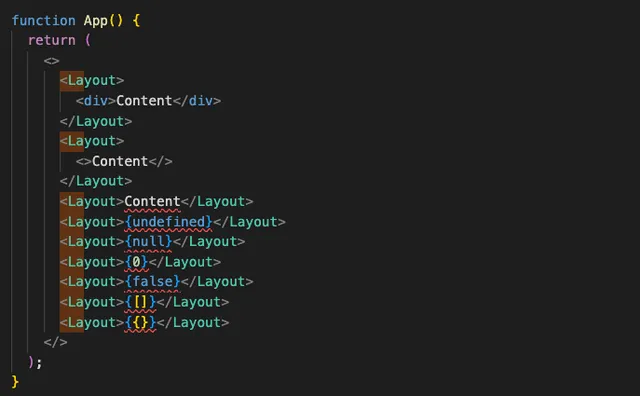 function App() {
return (
<>
<Layout>
<div>Content</div>
</Layout>
<Layout>
<>Content</>
</Layout>
<Layout>Content</Layout>
<Layout>{undefined}</Layout>
<Layout>{null}</Layout>
<Layout>{0}</Layout>
<Layout>{false}</Layout>
<Layout>{[]}</Layout>
<Layout>{{}}</Layout>
</>
);
}